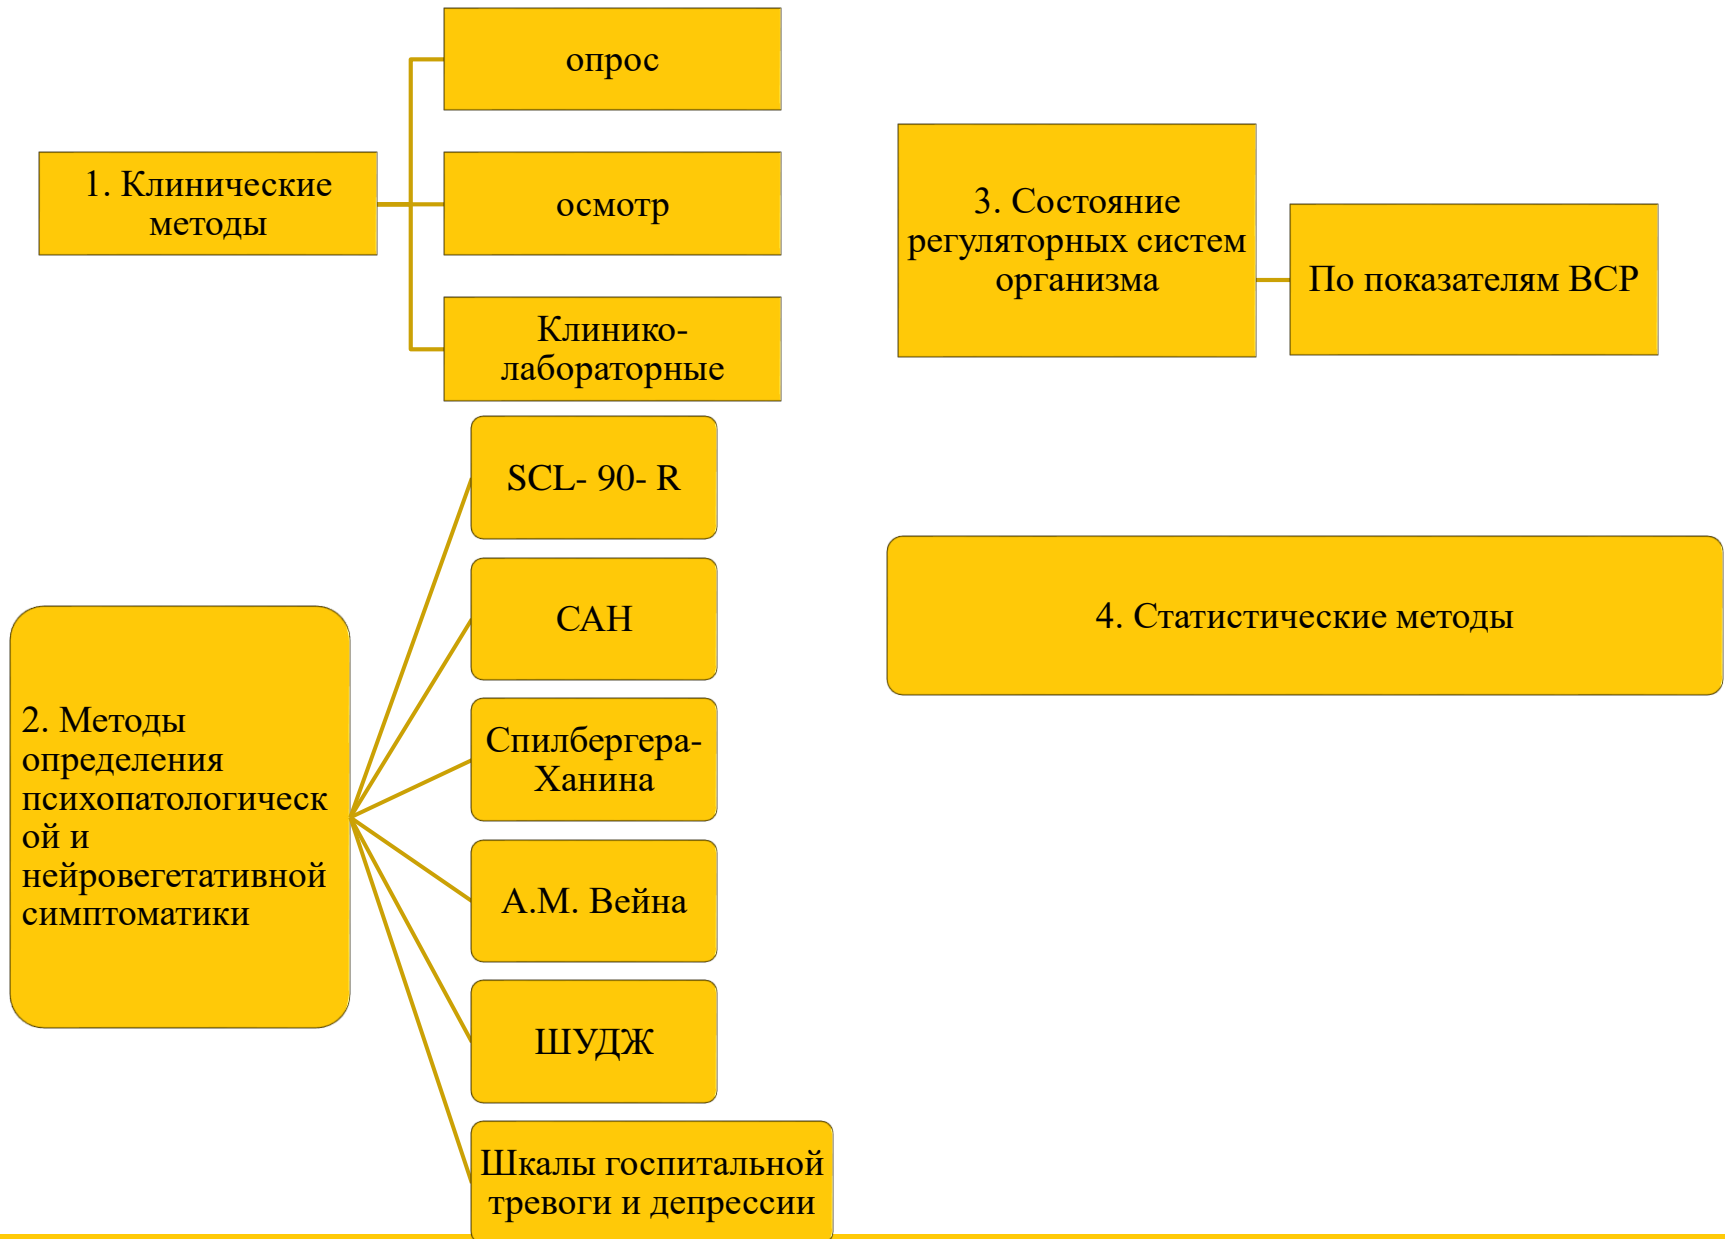 1. Клинические
методы
опрос
осмотр
Клинико-
лабораторные
2. Методы
определения
психопатологическ
ой и
нейровегетативной
симптоматики
SCL- 90- R
САН
Спилбергера-
Ханина
А.М. Вейна
ШУДЖ
Шкалы госпитальной
тревоги и депрессии
3. Состояние
регуляторных систем
организма
По показателям ВСР
4. Статистические методы